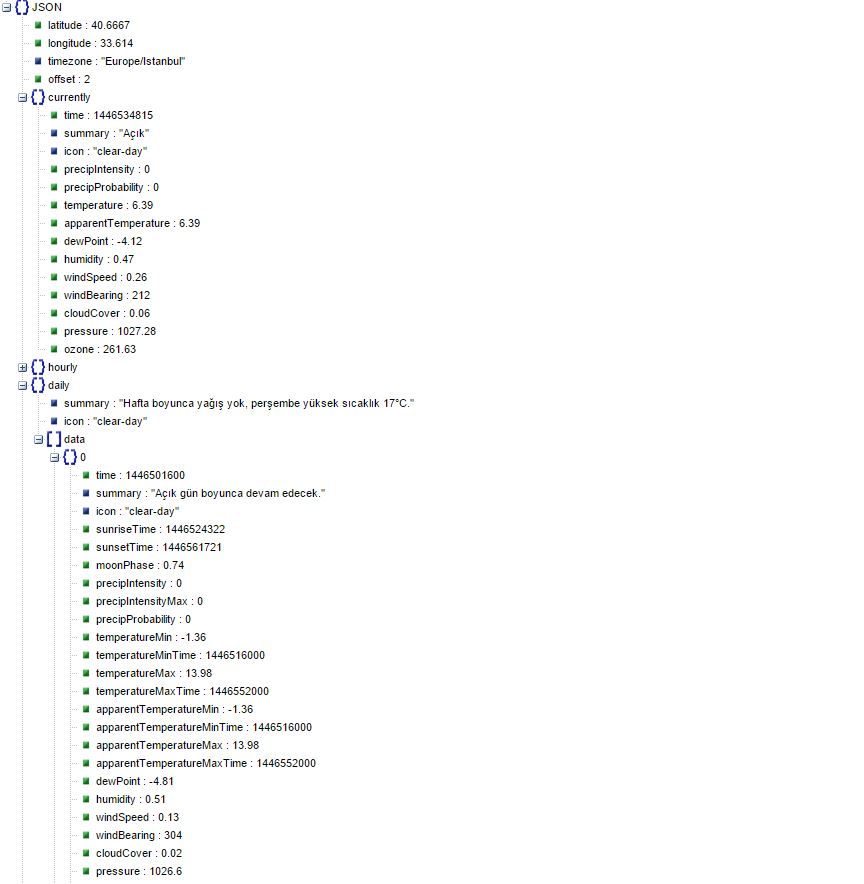 JSON
latitude : 40.6667
longitude : 33.614
timezone : "Europe/Istanbul"
offset : 2
currently
time : 1446534815
summary : "Açık"
icon : "clear-day"
precipIntensity : 0
precipProbability : 0
temperature : 6.39
apparentTemperature : 6.39
dewPoint : -4.12
humidity : 0.47
windSpeed : 0.26
windBearing : 212
cloudCover : 0.06
pressure : 1027.28
ozone : 261.63
hourly
daily
summary : "Hafta boyunca yağış yok, perşembe yüksek sıcaklık 17°C."
icon : "clear-day"
data
0
time : 1446501600
summary : "Açık gün boyunca devam edecek."
icon : "clear-day"
sunriseTime : 1446524322
sunsetTime : 1446561721
moonPhase : 0.74
precipIntensity : 0
precipIntensityMax : 0
precipProbability : 0
temperatureMin : -1.36
temperatureMinTime : 1446516000
temperatureMax : 13.98
temperatureMaxTime : 1446552000
apparentTemperatureMin : -1.36
apparentTemperatureMinTime : 1446516000
apparentTemperatureMax : 13.98
apparentTemperatureMaxTime : 1446552000
dewPoint : -4.81
humidity : 0.51
windSpeed : 0.13
windBearing : 304
cloudCover : 0.02
pressure : 1026.6